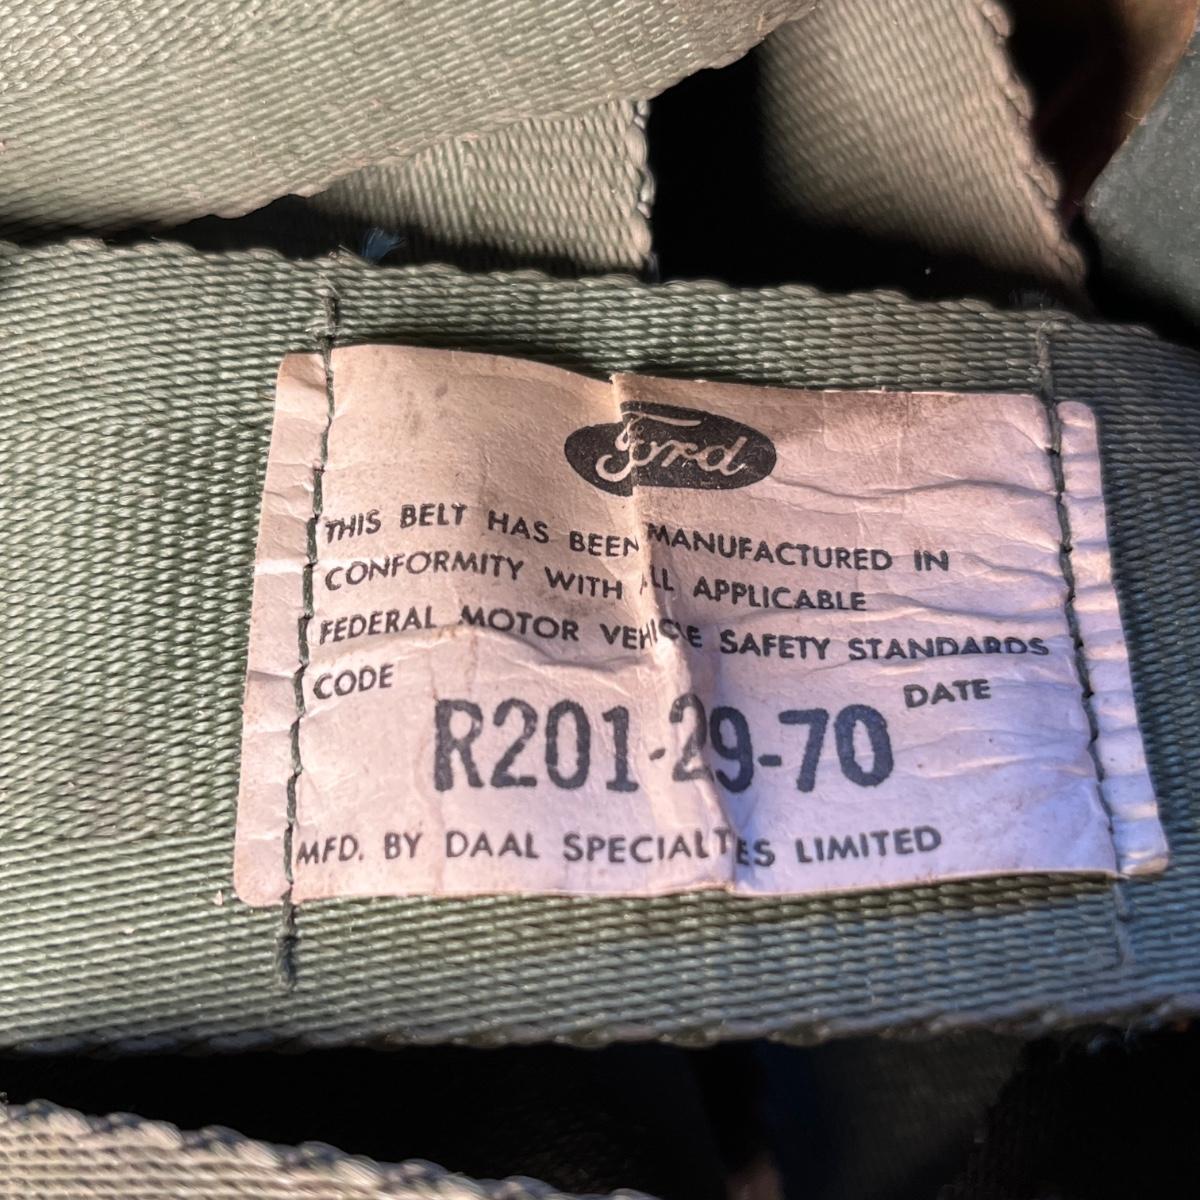 Ford
THIS BELT HAS BEEN MANUFACTURED IN
CONFORMITY WITH ALL APPLICABLE
FEDERAL MOTOR VEHICLE SAFETY STANDARDS
CODE DATE
R201-29-70
MFD. BY DAAL SPECIALTIES LIMITED